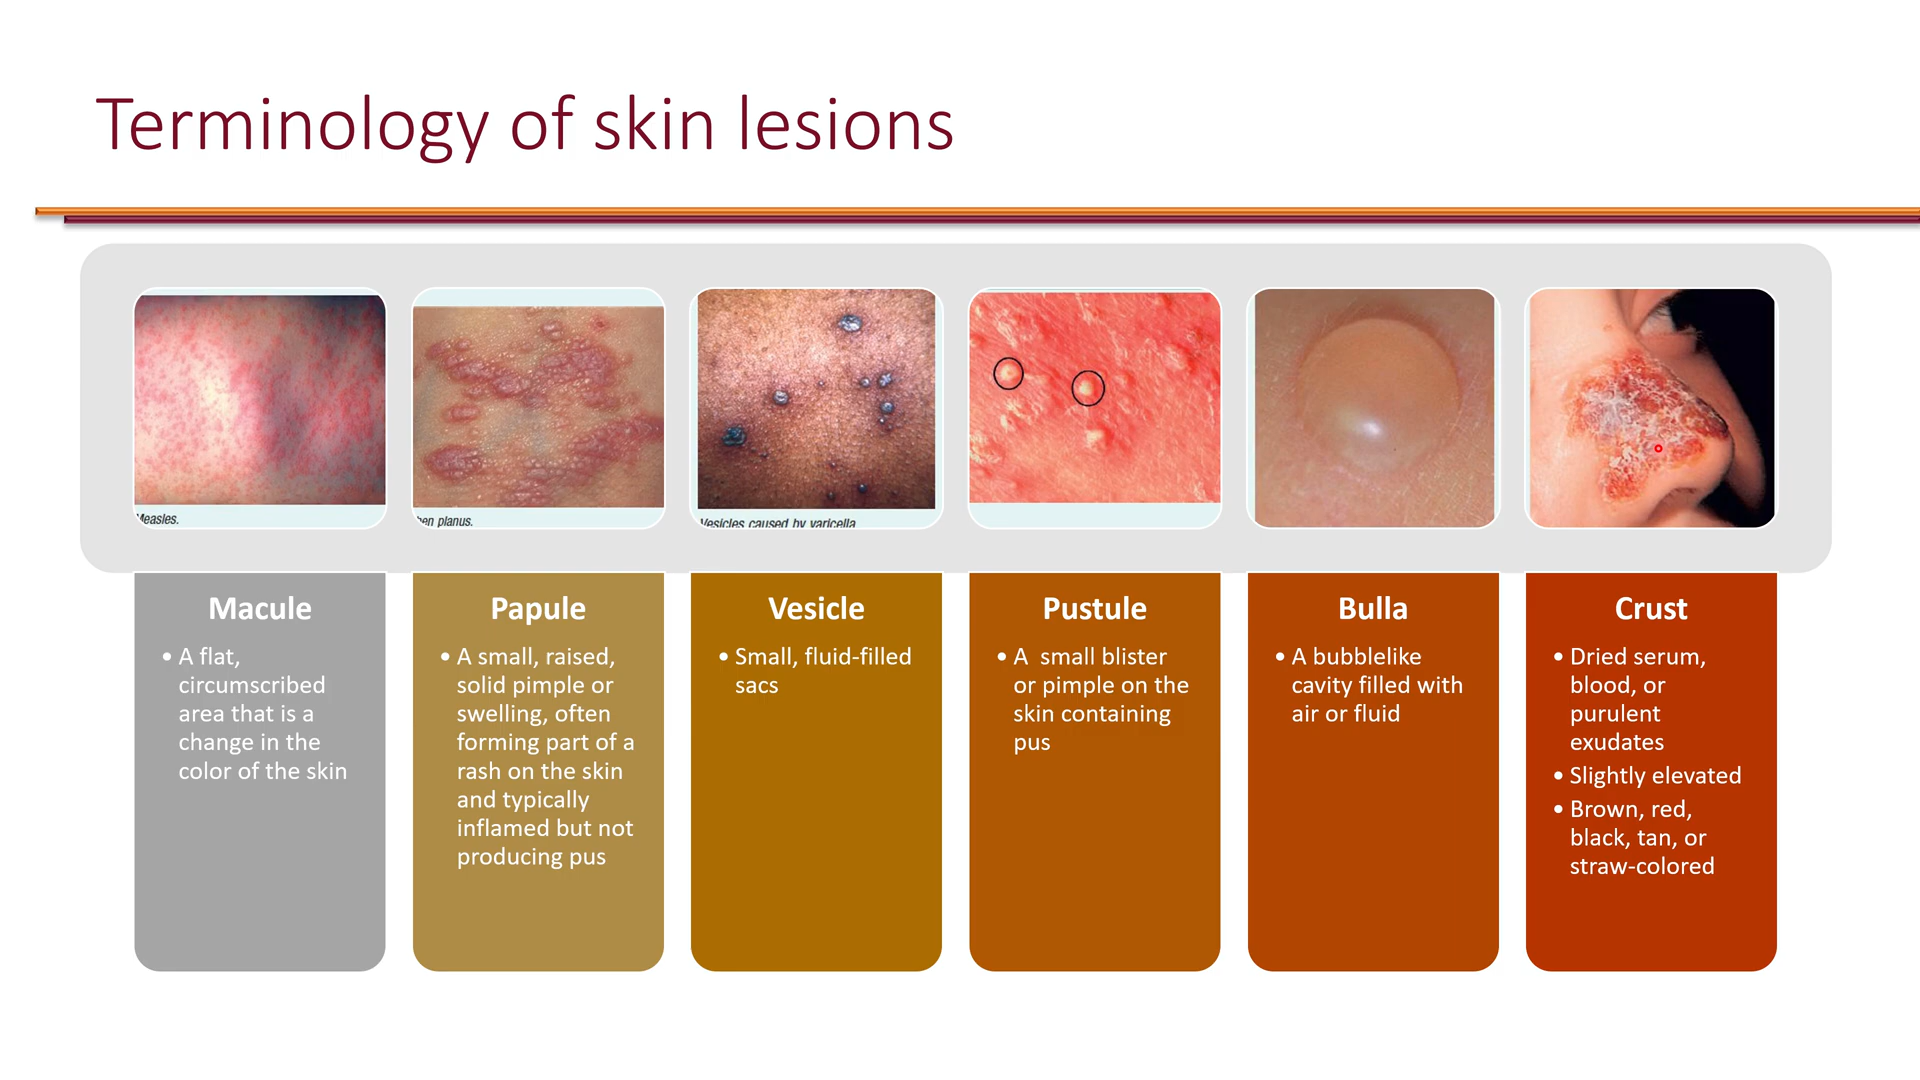 Terminology of skin lesions
Measles.
planus.
Vesicles caused by varicella
Macule
• A flat,
circumscribed
area that is a
change in the
color of the skin
Papule
• A small, raised,
solid pimple or
swelling, often
forming part of a
rash on the skin
and typically
inflamed but not
producing pus
Vesicle
• Small, fluid-filled
sacs
Pustule
• A  small blister
or pimple on the
skin containing
pus
Bulla
• A bubblelike
cavity filled with
air or fluid
Crust
• Dried serum,
blood, or
purulent
exudates
• Slightly elevated
• Brown, red,
black, tan, or
straw-colored